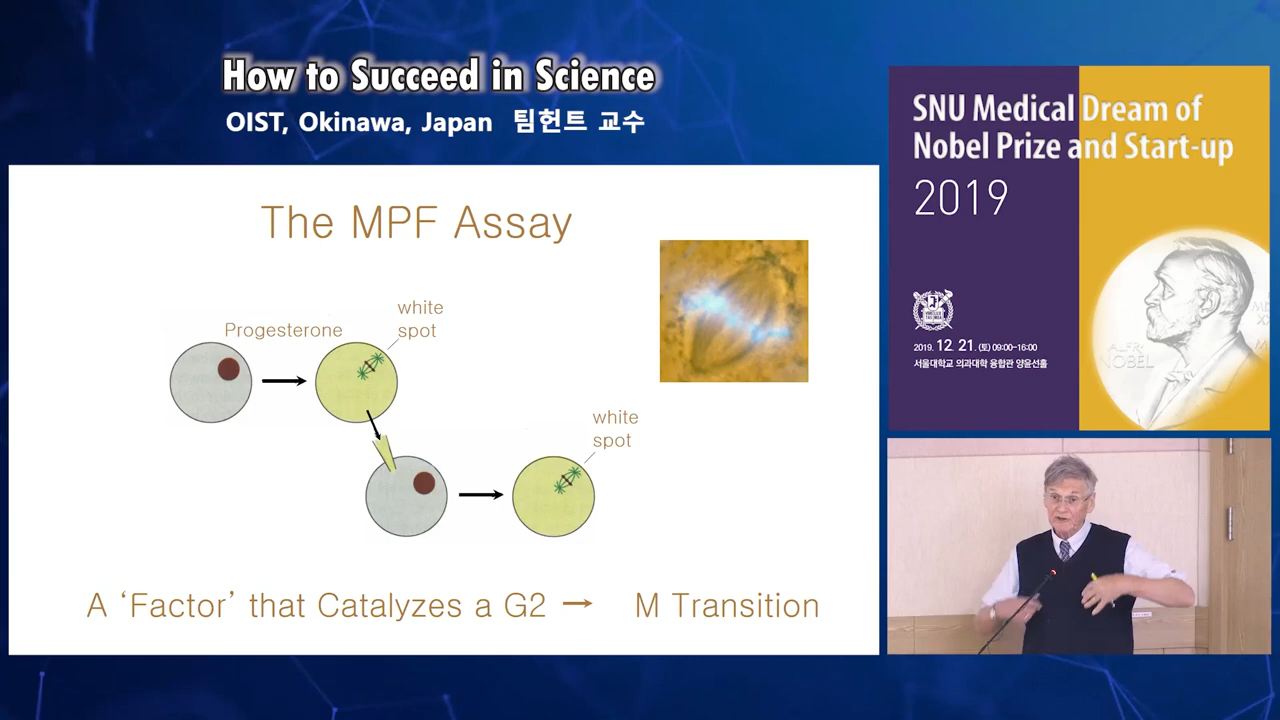 How to Succeed in Science
OIST, Okinawa, Japan 팀헌트 교수
The MPF Assay
white
spot
Progesterone
white
spot
A ‘Factor’ that Catalyzes a G2 → M Transition
SNU Medical Dream of
Nobel Prize and Start-up
2019
ALFR
NOBEL
2019. 12. 21. (토) 09:00-16:00
서울대학교 의과대학 융합관 양윤선홀